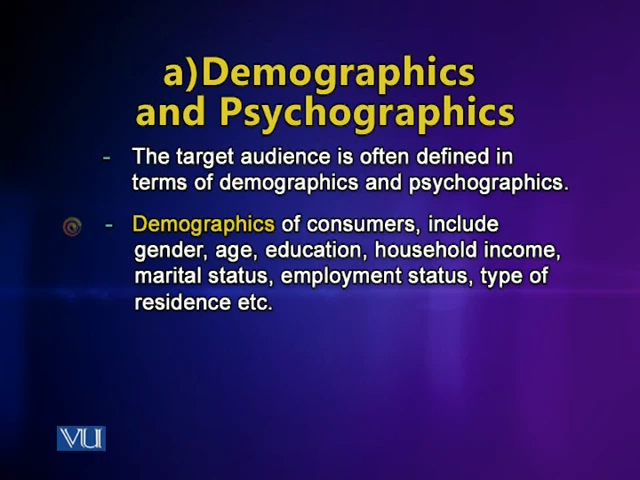 a)Demographics
and Psychographics
- The target audience is often defined in
terms of demographics and psychographics.
- Demographics of consumers, include
gender, age, education, household income,
marital status, employment status, type of
residence etc.
VU